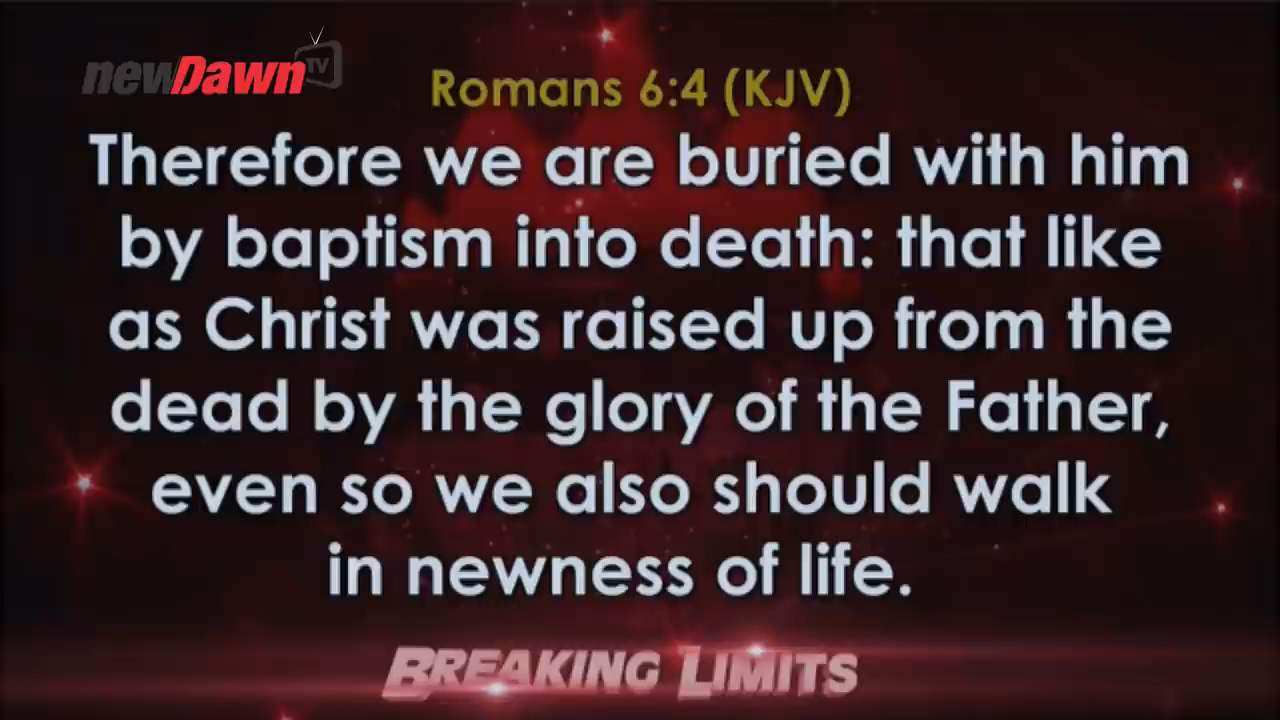 newDawn TV
Romans 6:4 (KJV)
Therefore we are buried with him
by baptism into death: that like
as Christ was raised up from the
dead by the glory of the Father,
even so we also should walk
in newness of life.
BREAKING LIMITS